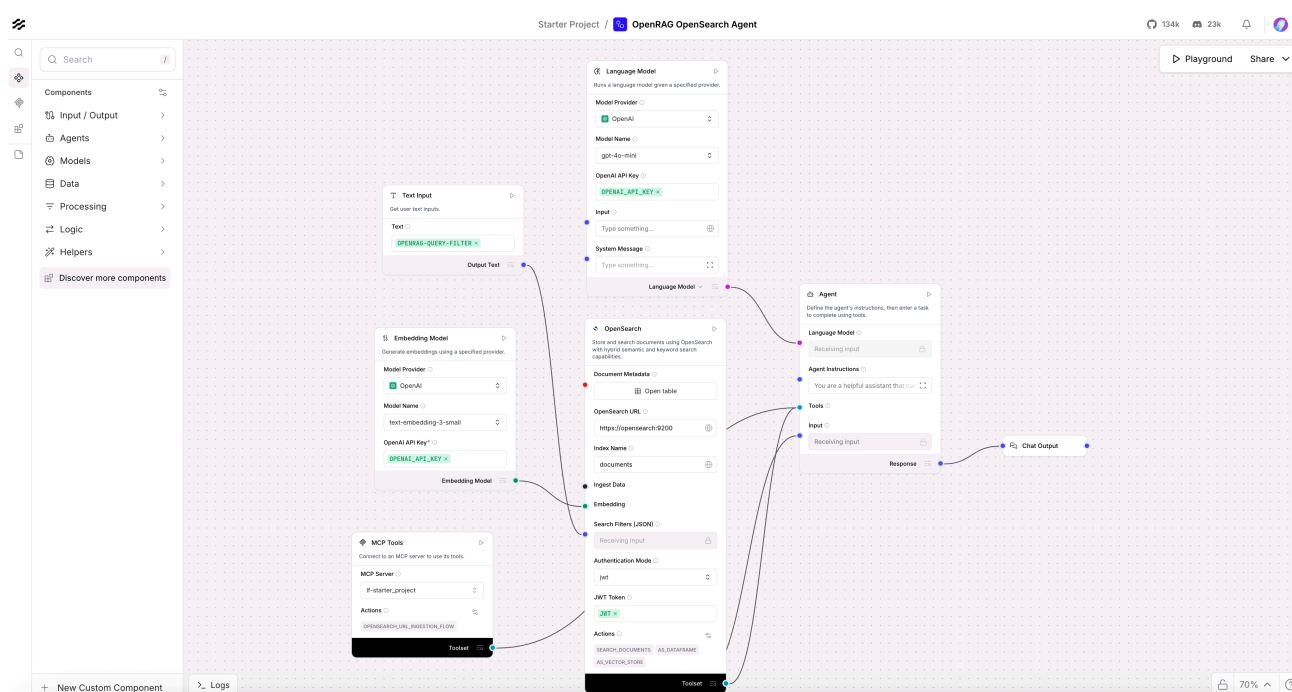 Starter Project / OpenRAG OpenSearch Agent
134k 23k
Search /
Playground Share
Components
Input / Output
Agents
Models
Data
Processing
Logic
Helpers
Discover more components
New Custom Component
Language Model
Runs a language model given a specified provider.
Model Provider
OpenAI
Model Name
gpt-4o-mini
OpenAI API Key
OPENAI_API_KEY ×
Input
Type something...
System Message
Type something...
Language Model
Text Input
Get user text inputs.
Text
OPENRAG-QUERY-FILTER ×
Output Text
Embedding Model
Generate embeddings using a specified provider.
Model Provider
OpenAI
Model Name
text-embedding-3-small
OpenAI API Key*
OPENAI_API_KEY ×
Embedding Model
MCP Tools
Connect to an MCP server to use its tools.
MCP Server
lf-starter_project
Actions
OPENSEARCH_URL_INGESTION_FLOW
Toolset
OpenSearch
Store and search documents using OpenSearch
with hybrid semantic and keyword search
capabilities.
Document Metadata
Open table
OpenSearch URL
https://opensearch:9200
Index Name
documents
Ingest Data
Embedding
Search Filters (JSON)
Receiving input
Authentication Mode
jwt
JWT Token
JWT ×
Actions
SEARCH_DOCUMENTS AS_DATAFRAME
AS_VECTOR_STORE
Toolset
Agent
Define the agent's instructions, then enter a task
to complete using tools.
Language Model
Receiving input
Agent Instructions
You are a helpful assistant that
Tools
Input
Receiving input
Response
Chat Output
Logs
70%